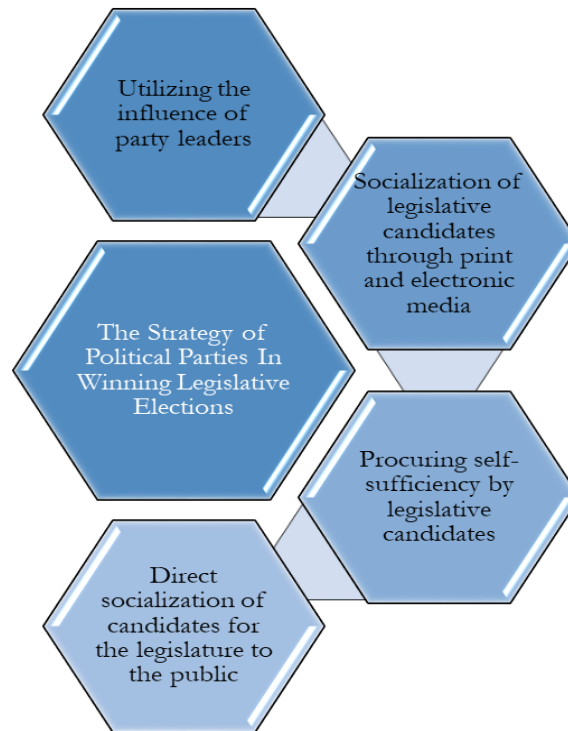 Utilizing the
influence of
party leaders
Socialization of
legislative
candidates
through print
and electronic
media
The Strategy of
Political Parties In
Winning Legislative
Elections
Procuring self-
sufficiency by
legislative
candidates
Direct
socialization of
candidates for
the legislature to
the public